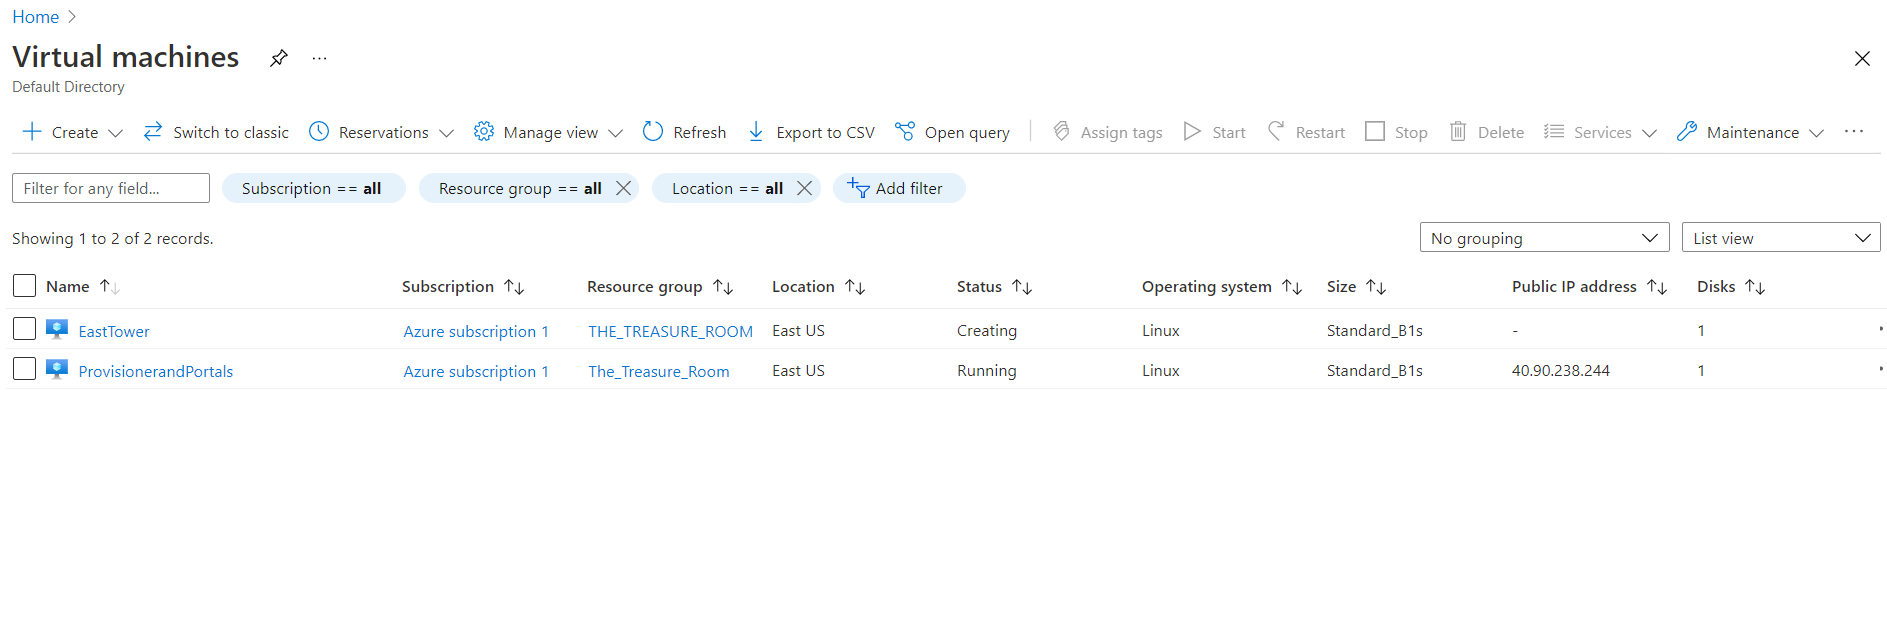 Home
Virtual machines
Default Directory
Create Switch to classic Reservations Manage view Refresh Export to CSV Open query Assign tags Start Restart Stop Delete Services Maintenance ...
Filter for any field... Subscription == all Resource group == all Location == all Add filter
Showing 1 to 2 of 2 records. No grouping List view
Name Subscription Resource group Location Status Operating system Size Public IP address Disks
EastTower Azure subscription 1 THE_TREASURE_ROOM East US Creating Linux Standard_B1s - 1
ProvisionerandPortals Azure subscription 1 The_Treasure_Room East US Running Linux Standard_B1s 40.90.238.244 1